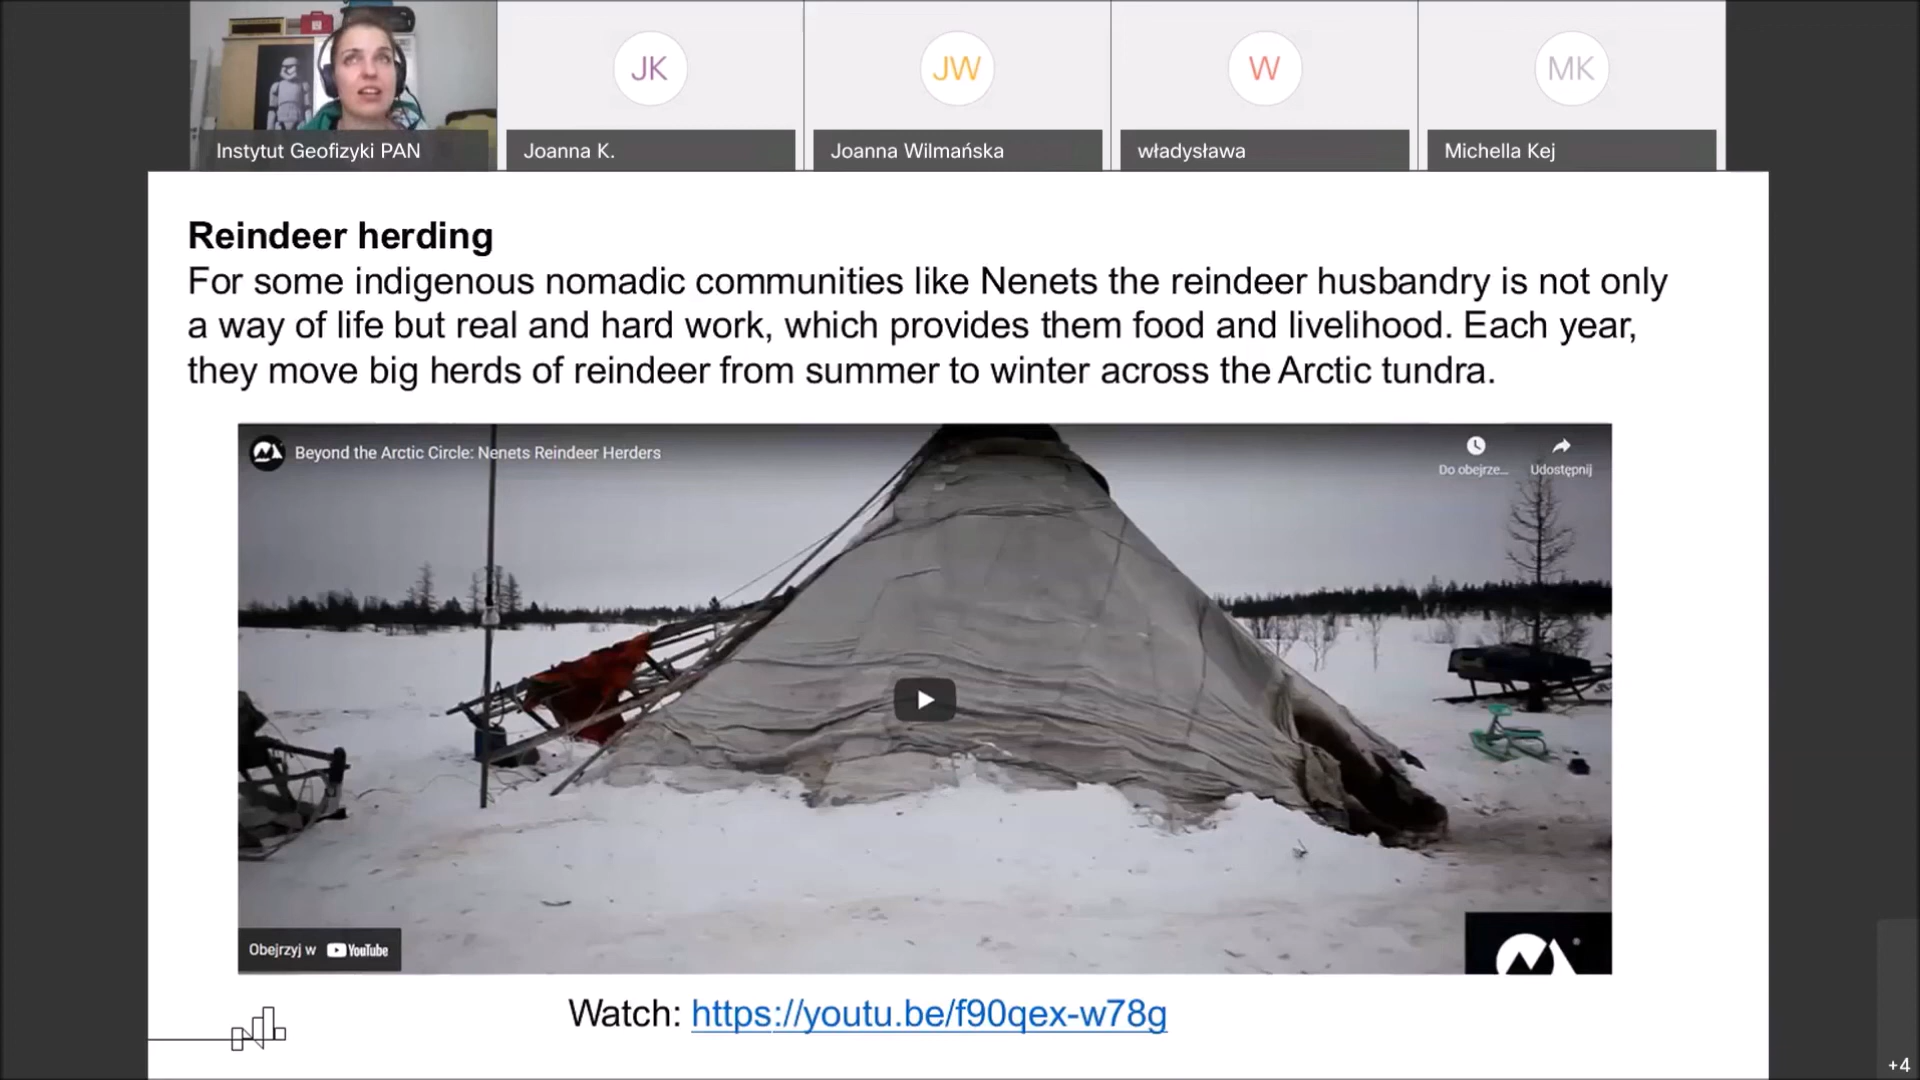 JK
JW
W
MK
Instytut Geofizyki PAN
Joanna K.
Joanna Wilmańska
władysława
Michella Kej
Reindeer herding
For some indigenous nomadic communities like Nenets the reindeer husbandry is not only
a way of life but real and hard work, which provides them food and livelihood. Each year,
they move big herds of reindeer from summer to winter across the Arctic tundra.
Beyond the Arctic Circle: Nenets Reindeer Herders
Do obejrze...
Udostępnij
Obejrzyj w YouTube
Watch: https://youtu.be/f90qex-w78g
+4